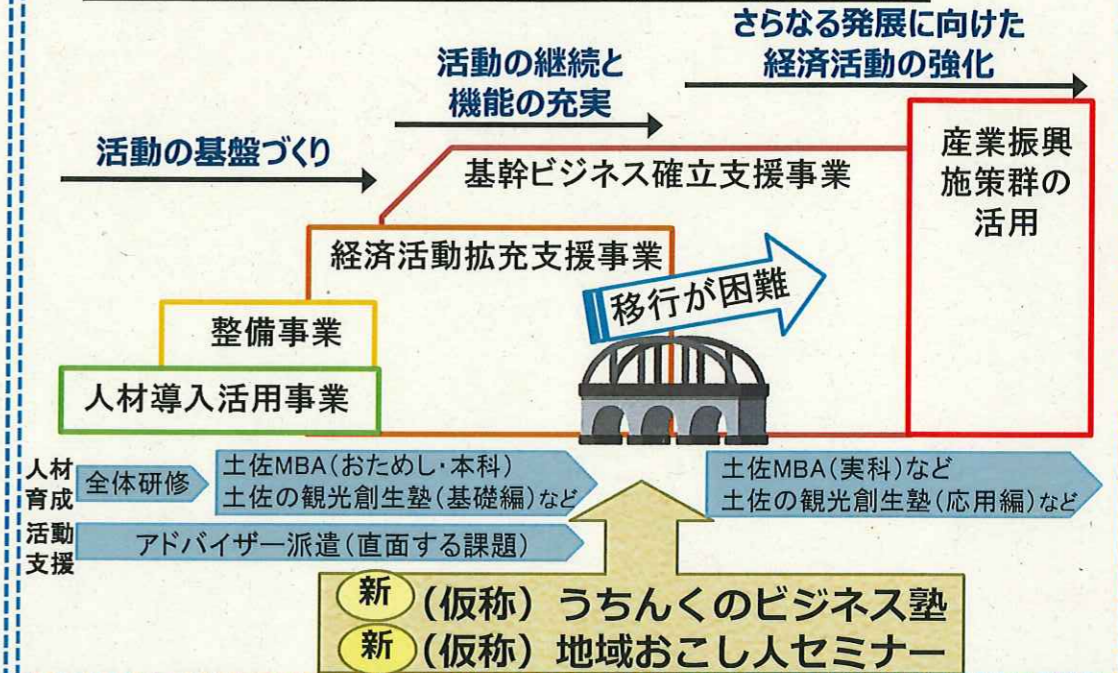 さらなる発展に向けた
経済活動の強化
活動の継続と
機能の充実
活動の基盤づくり
産業振興
施策群の
活用
基幹ビジネス確立支援事業
経済活動拡充支援事業
移行が困難
整備事業
人材導入活用事業
人材
育成
全体研修
土佐MBA(おためし・本科)
土佐の観光創生塾(基礎編)など
土佐MBA(実科)など
土佐の観光創生塾(応用編)など
活動
支援
アドバイザー派遣(直面する課題)
新 (仮称) うちんくのビジネス塾
新 (仮称) 地域おこし人セミナー